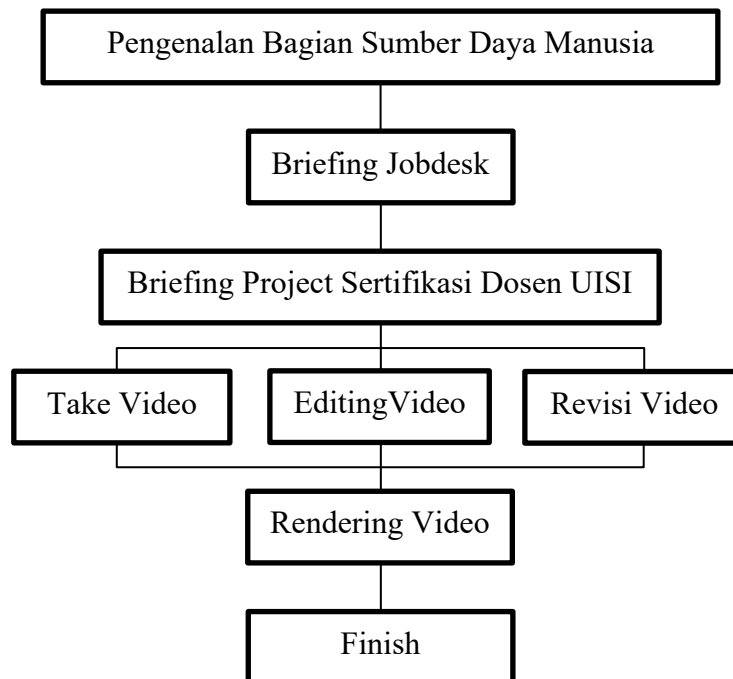 Pengenalan Bagian Sumber Daya Manusia
Briefing Jobdesk
Briefing Project Sertifikasi Dosen UISI
Take Video
EditingVideo
Revisi Video
Rendering Video
Finish